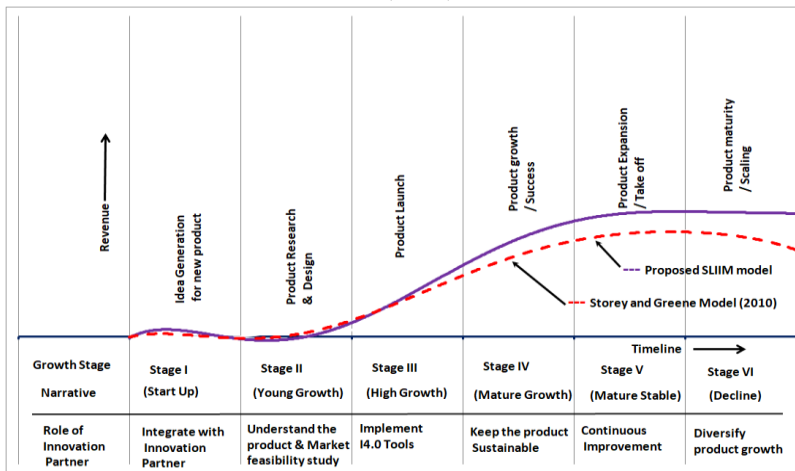 Revenue
Idea Generation
for new product
Product Research
& Design
Product Launch
Product growth
/ Success
Product Expansion
/Take off
Product maturity
/ Scaling
Proposed SLIIM model
Storey and Greene Model (2010)
Timeline
Growth Stage
Narrative
Stage I
(Start Up)
Stage II
(Young Growth)
Stage III
(High Growth)
Stage IV
(Mature Growth)
Stage V
(Mature Stable)
Stage VI
(Decline)
Role of
Innovation
Partner
Integrate with
Innovation
Partner
Understand the
product & Market
feasibility study
Implement
I4.0 Tools
Keep the product
Sustainable
Continuous
Improvement
Diversify
product growth